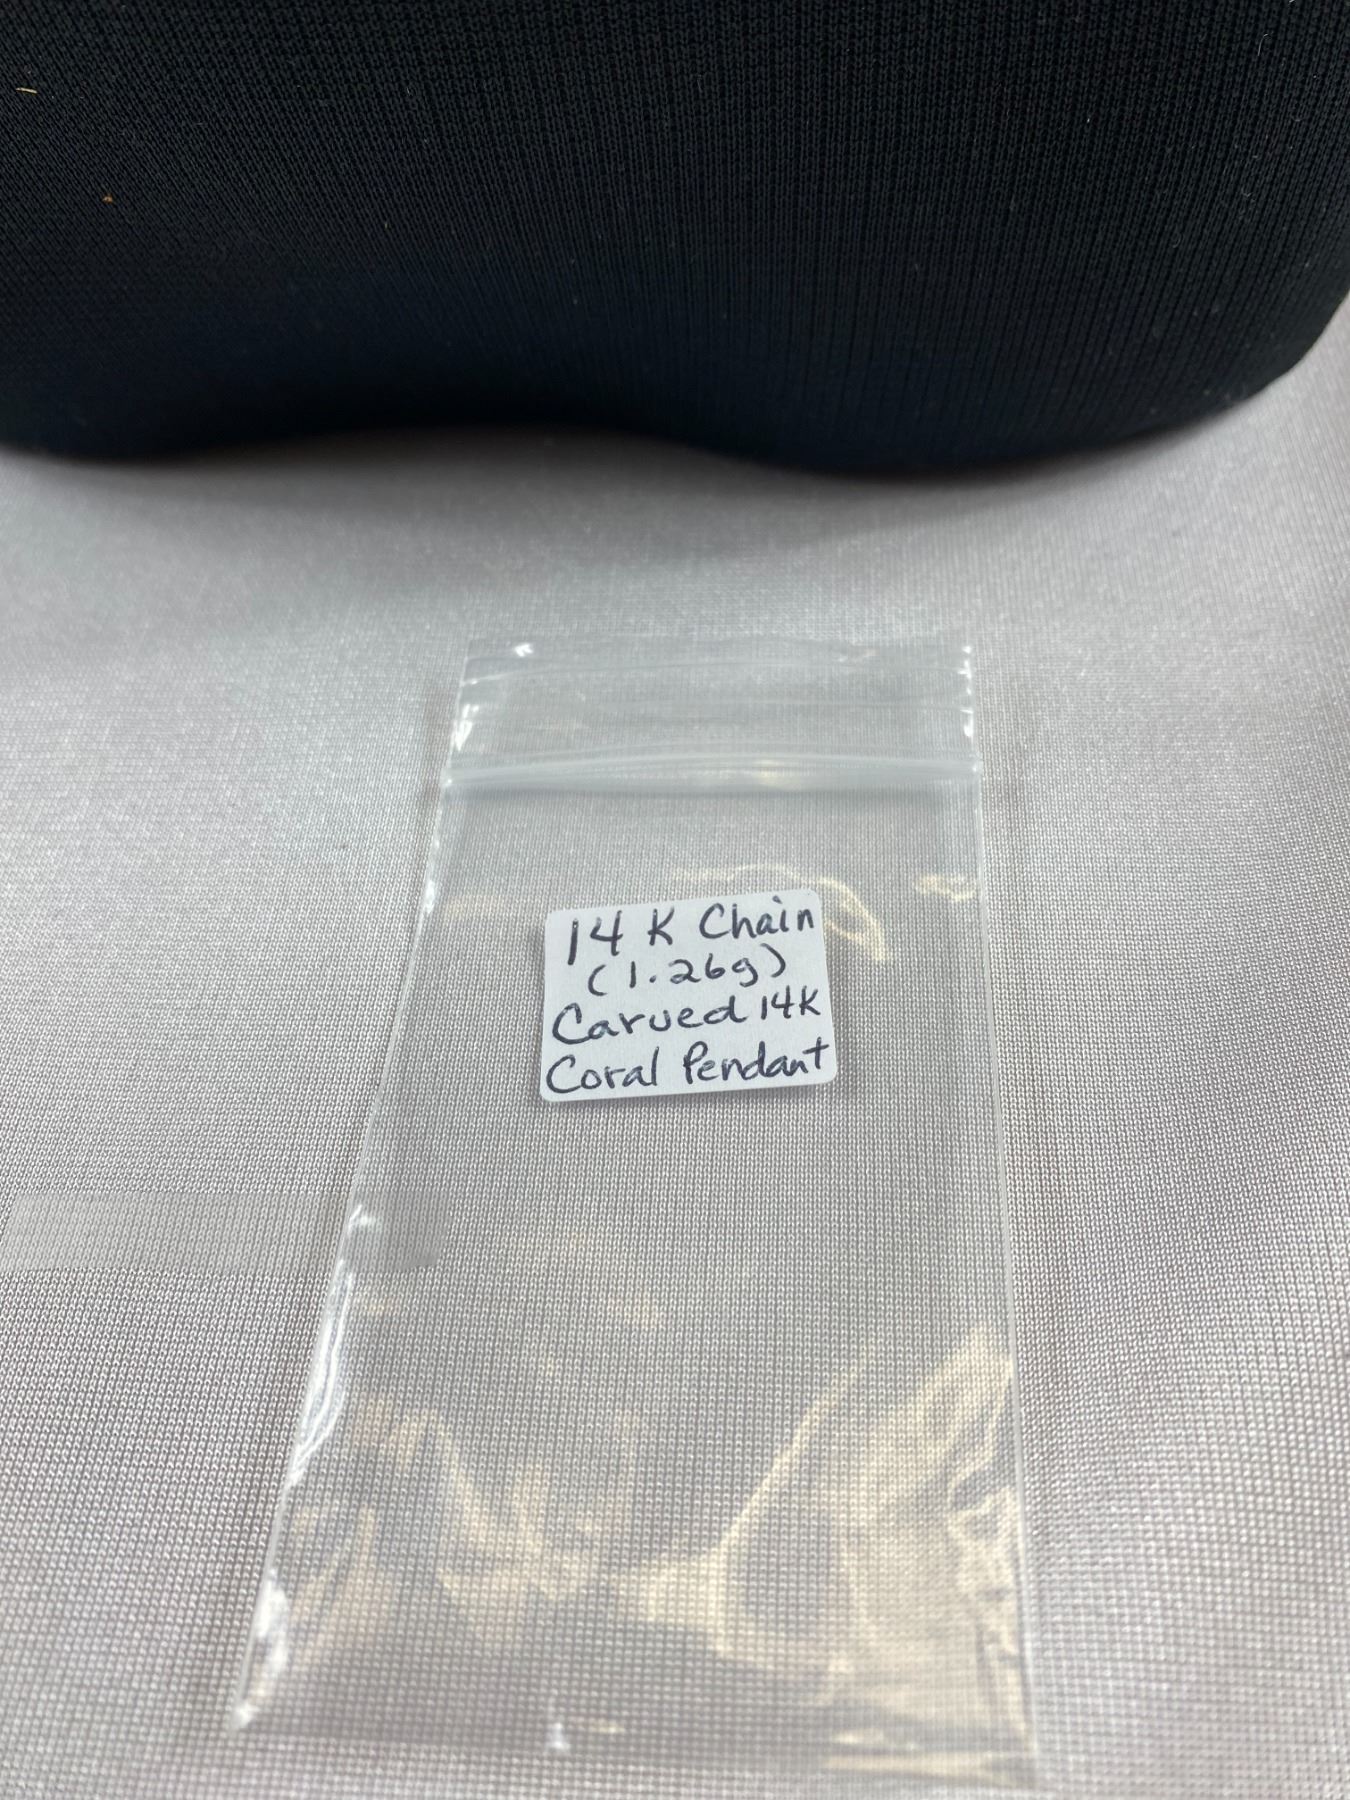 14 K Chain
(1.26g)
Carved 14K
Coral Pendant